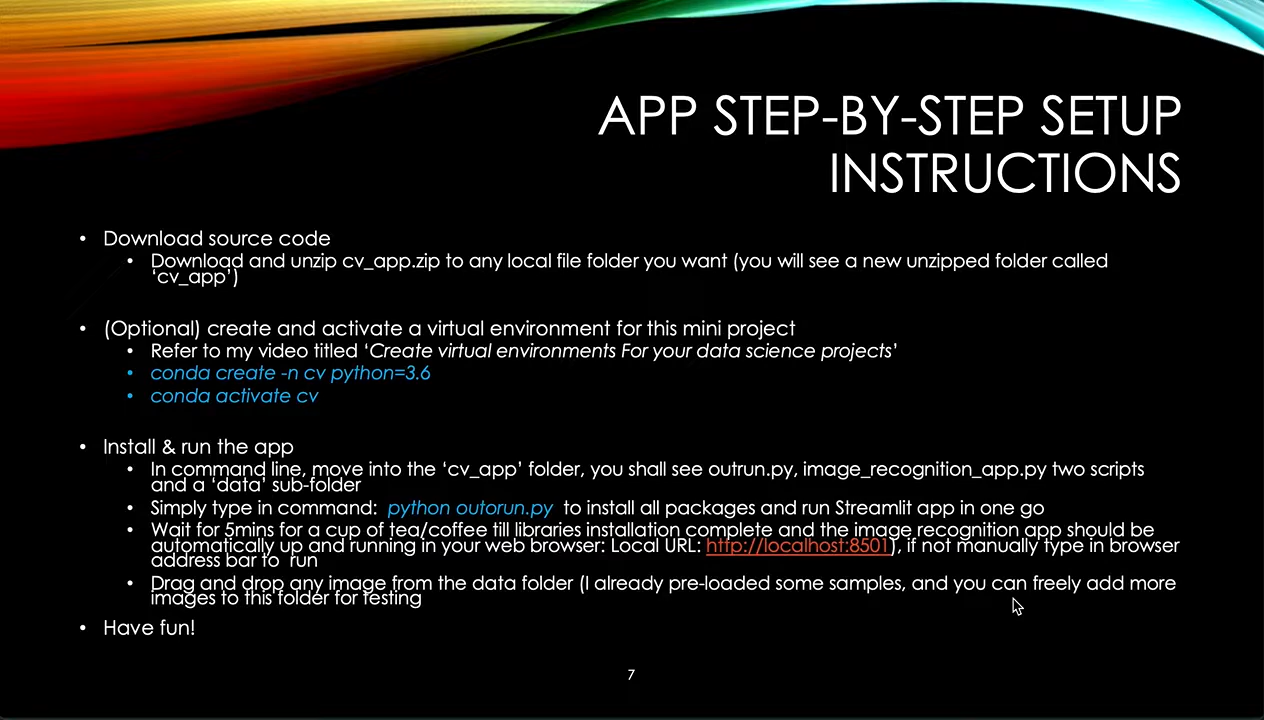 APP STEP-BY-STEP SETUP
INSTRUCTIONS
• Download source code
• Download and unzip cv_app.zip to any local file folder you want (you will see a new unzipped folder called
‘cv_app’)
• (Optional) create and activate a virtual environment for this mini project
• Refer to my video titled ‘Create virtual environments For your data science projects’
• conda create -n cv python=3.6
• conda activate cv
• Install & run the app
• In command line, move into the ‘cv_app’ folder, you shall see outrun.py, image_recognition_app.py two scripts
and a ‘data’ sub-folder
• Simply type in command: python outorun.py to install all packages and run Streamlit app in one go
• Wait for 5mins for a cup of tea/coffee till libraries installation complete and the image recognition app should be
automatically up and running in your web browser: Local URL: http://localhost:8501), if not manually type in browser
address bar to run
• Drag and drop any image from the data folder (I already pre-loaded some samples, and you can freely add more
images to this folder for testing
• Have fun!
7